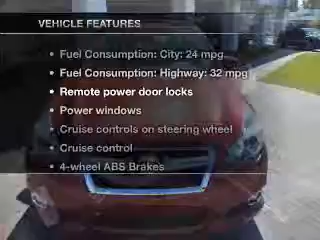 VEHICLE FEATURES
• Fuel Consumption: City: 24 mpg
• Fuel Consumption: Highway: 32 mpg
• Remote power door locks
• Power windows
• Cruise controls on steering wheel
• Cruise control
• 4-wheel ABS Brakes